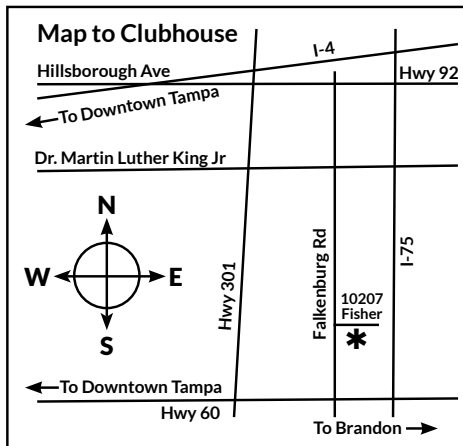 Map to Clubhouse
I-4
Hillsborough Ave
Hwy 92
To Downtown Tampa
Dr. Martin Luther King Jr
N
W
E
S
Hwy 301
Falkenburg Rd
I-75
10207
Fisher
To Downtown Tampa
Hwy 60
To Brandon